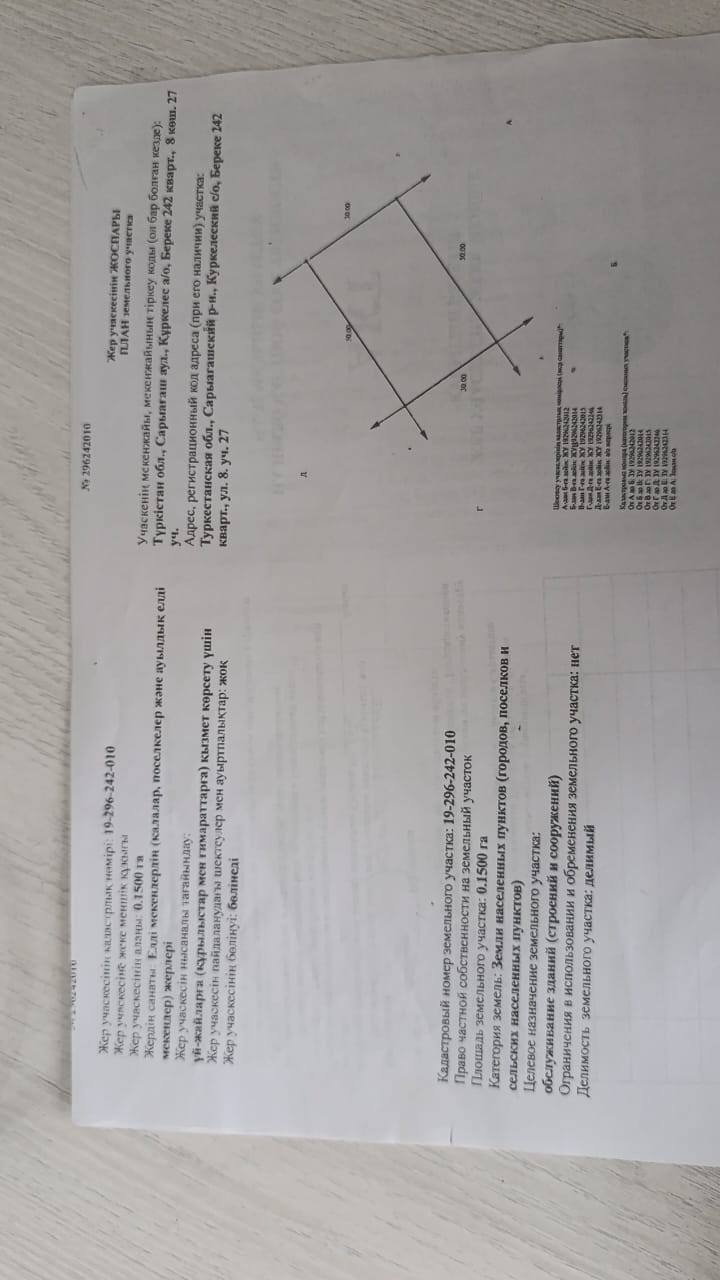 Жер учаскесінің кадастрлық нөмірі: 19-296-242-010
Жер учаскесіне жеке меншік құқығы
Жер учаскесінің алаңы: 0.1500 га
Жердің санаты: Елді мекендердің (қалалар, поселкелер және ауылдық елді
мекендер) жерлері
Жер учаскесін нысаналы тағайындау:
үй-жайларға (құрылыстар мен ғимараттарға) қызмет көрсету үшін
Жер учаскесін пайдаланудағы шектеулер мен ауыртпалықтар: жоқ
Жер учаскесінің бөлінуі: бөлінеді
Кадастровый номер земельного участка: 19-296-242-010
Право частной собственности на земельный участок
Площадь земельного участка: 0.1500 га
Категория земель: Земли населенных пунктов (городов, поселков и
сельских населенных пунктов)
Целевое назначение земельного участка:
обслуживание зданий (строений и сооружений)
Ограничения в использовании и обременения земельного участка: нет
Делимость земельного участка: делимый
№ 296242010
Жер учаскесінің ЖОСПАРЫ
ПЛАН земельного участка
Учаскенің мекенжайы, мекенжайының тіркеу коды (ол бар болған кезде):
Түркістан обл., Сарыағаш ауд., Құркелес а/о, Береке 242 кварт., 8 көш. 27
уч.
Адрес, регистрационный код адреса (при его наличии) участка:
Туркестанская обл., Сарыагашский р-н., Куркелеский с/о, Береке 242
кварт., ул. 8. уч. 27
30.00
30.00
30.00
Д
Г
А
Б